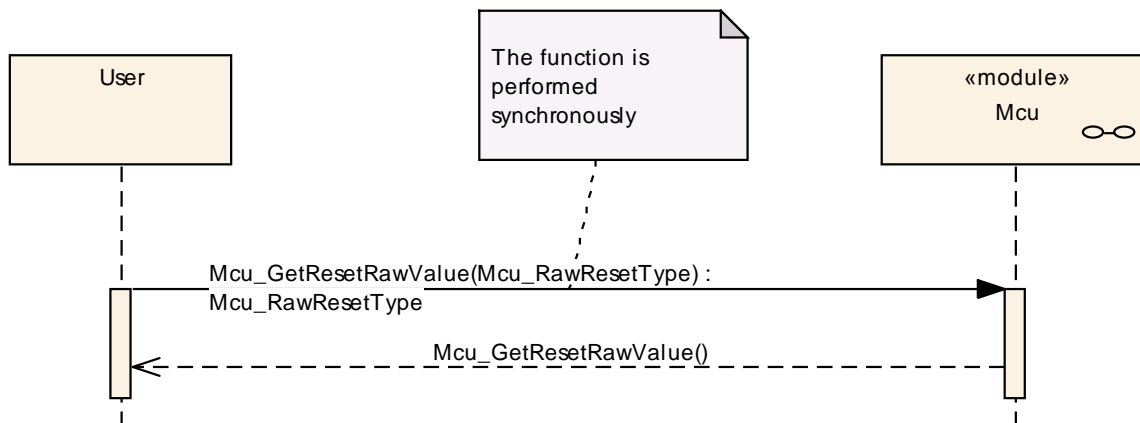 The function is
performed
synchronously
User
«module»
Mcu
Mcu_GetResetRawValue(Mcu_RawResetType) :
Mcu_RawResetType
Mcu_GetResetRawValue()